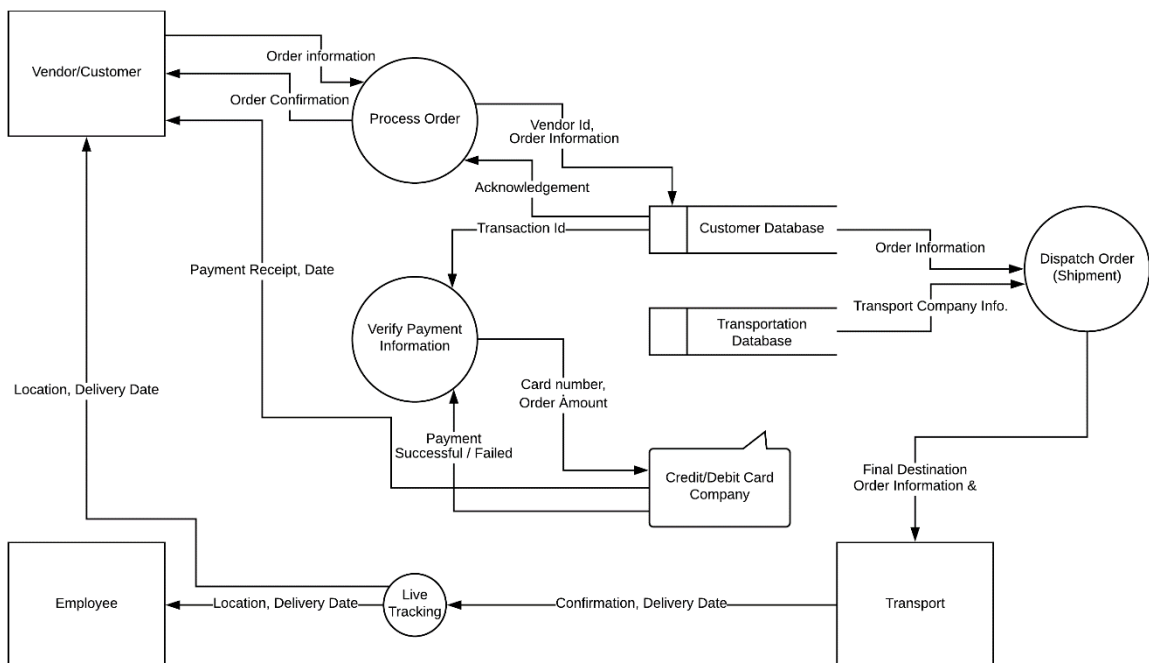 Vendor/Customer
Order information
Order Confirmation
Process Order
Vendor Id,
Order Information
Acknowledgement
Transaction Id
Customer Database
Order Information
Dispatch Order
(Shipment)
Payment Receipt, Date
Verify Payment
Information
Transportation
Database
Transport Company Info.
Location, Delivery Date
Card number,
Order Amount
Payment
Successful / Failed
Credit/Debit Card
Company
Final Destination
Order Information &
Employee
Location, Delivery Date
Live
Tracking
Confirmation, Delivery Date
Transport